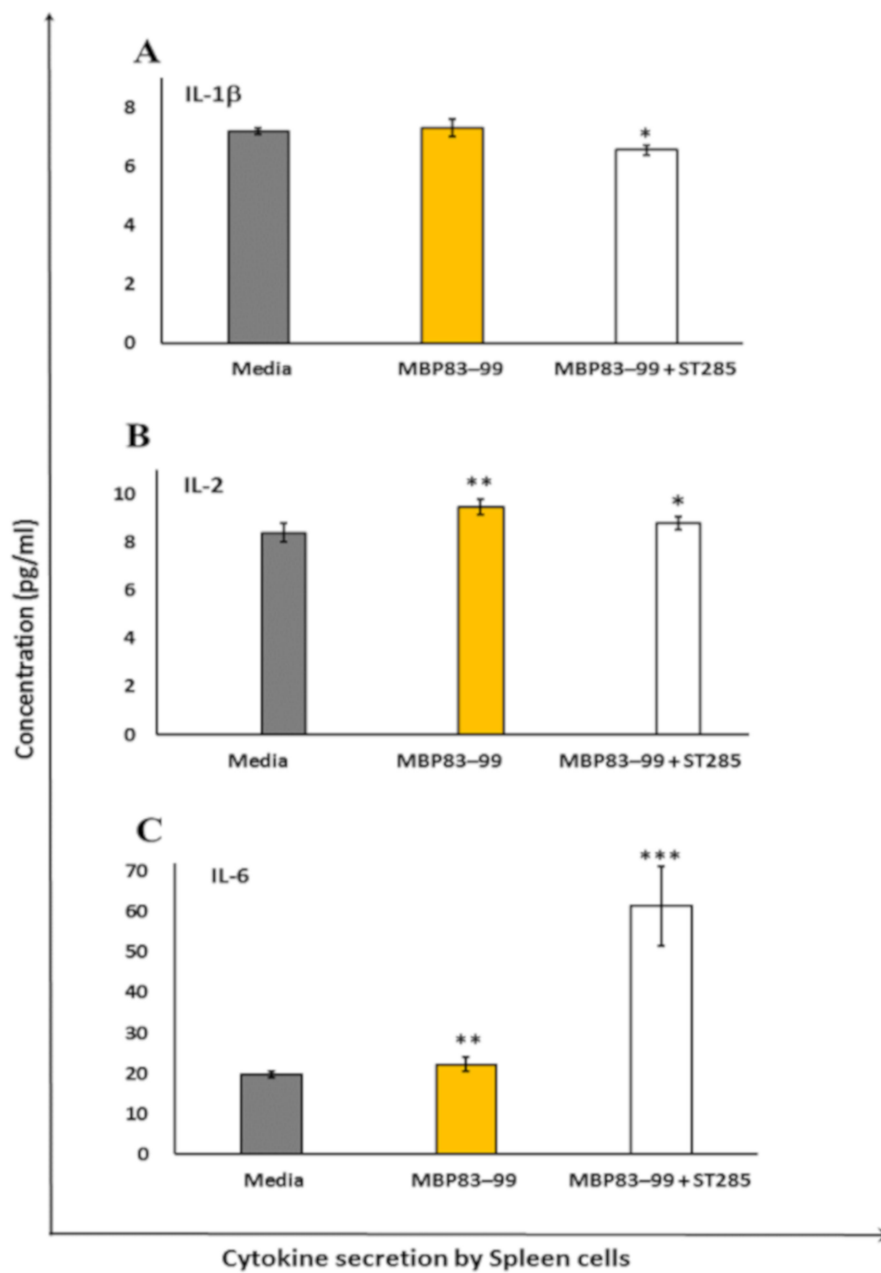 A
IL-1β
8
6
4
2
0
*
Media
MBP83–99
MBP83–99 + ST285
B
IL-2
10
8
6
4
2
0
**
*
Media
MBP83–99
MBP83–99 + ST285
C
IL-6
70
60
50
40
30
20
10
0
**
***
Media
MBP83–99
MBP83–99 + ST285
Concentration (pg/ml)
Cytokine secretion by Spleen cells